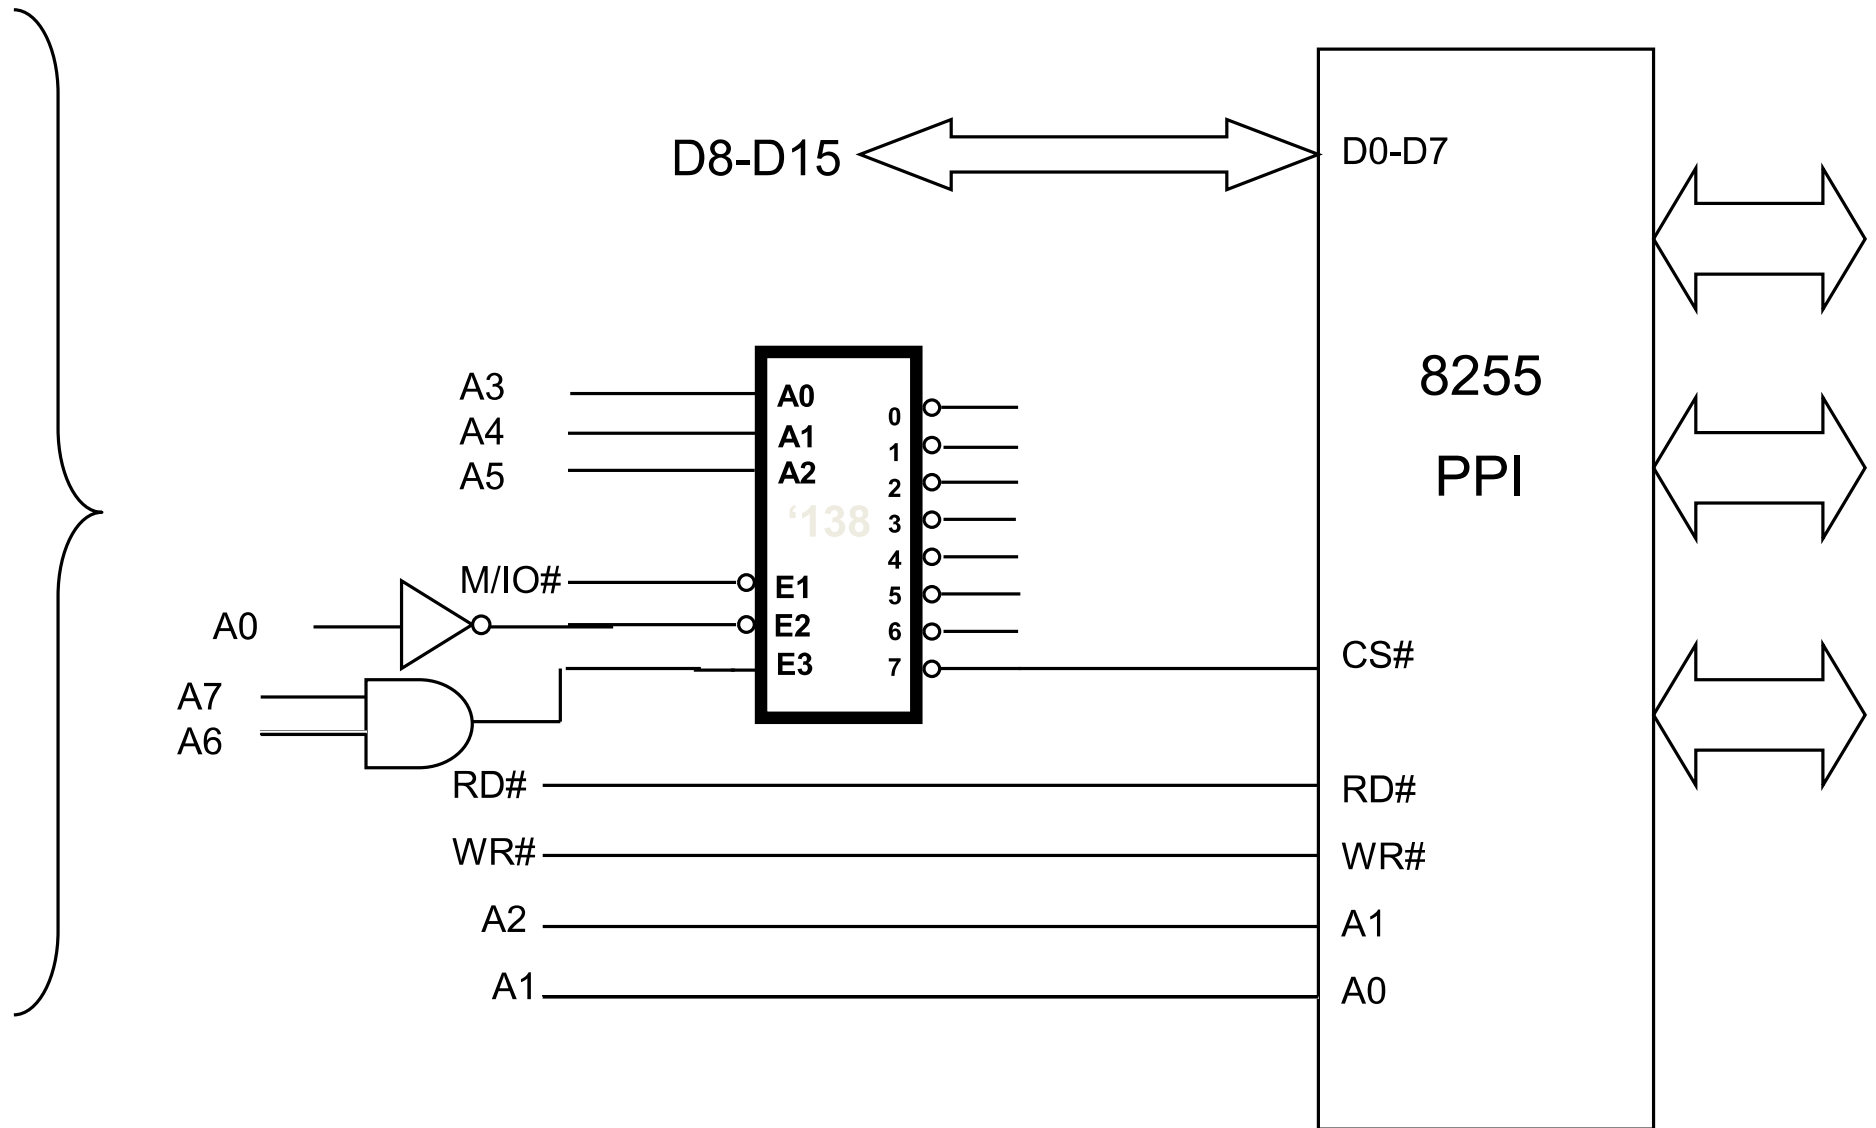 D8-D15
D0-D7
8255
PPI
A3
A4
A5
A0
A1
A2
‘138
0
1
2
3
4
5
6
7
M/IO#
E1
A0
E2
E3
A7
A6
CS#
RD#
RD#
WR#
WR#
A2
A1
A1
A0